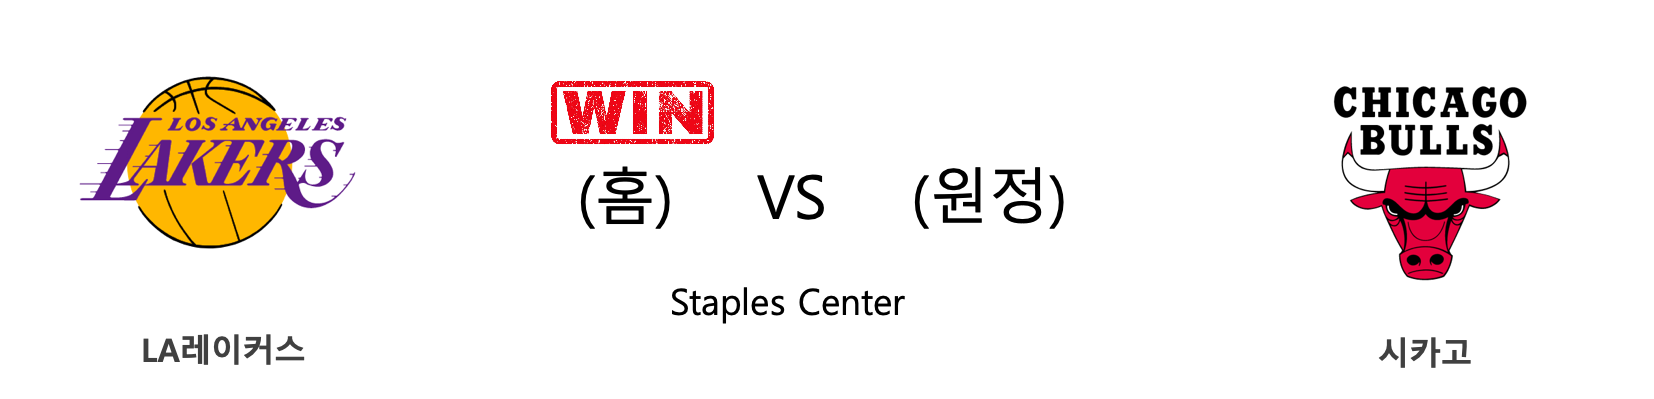 LOS ANGELES
LAKERS
WIN
CHICAGO
BULLS
(홈) VS (원정)
Staples Center
LA레이커스
시카고